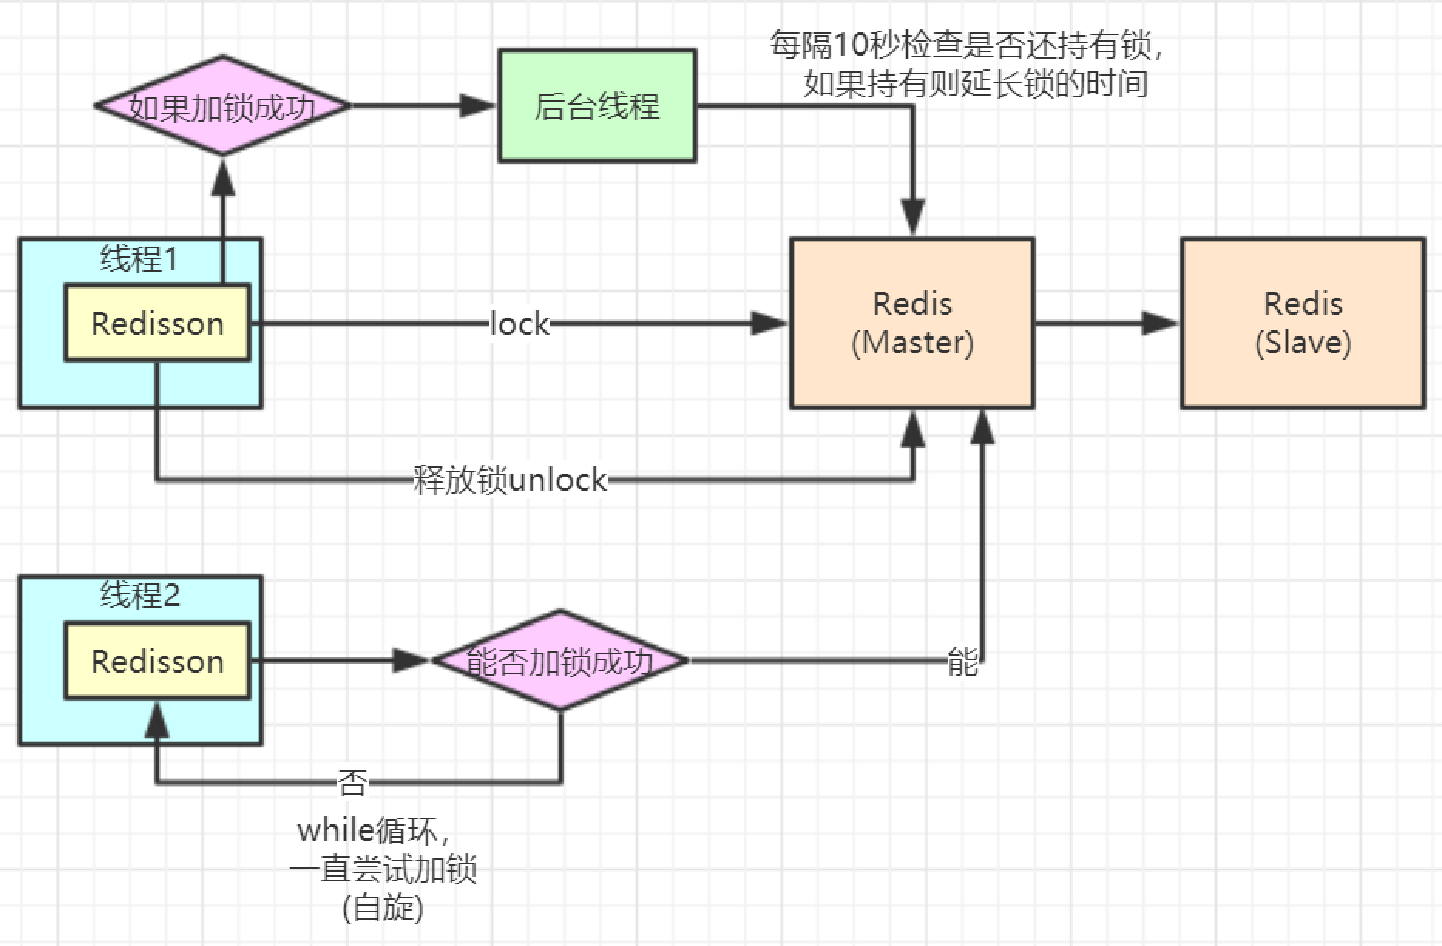 每隔10秒检查是否还持有锁，
如果持有则延长锁的时间
如果加锁成功
后台线程
线程1
Redisson
lock
Redis
(Master)
Redis
(Slave)
释放锁unlock
线程2
Redisson
能否加锁成功
能
否
while循环，
一直尝试加锁
(自旋)